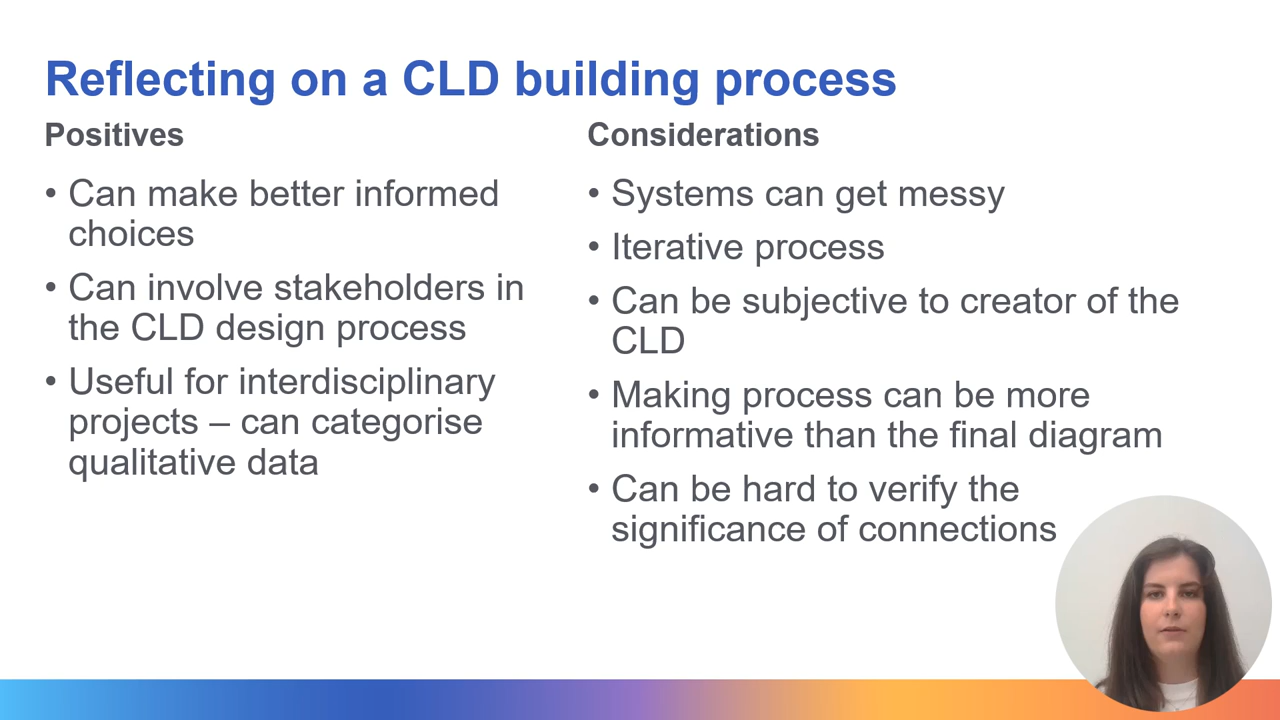 Reflecting on a CLD building process
Positives
• Can make better informed
choices
• Can involve stakeholders in
the CLD design process
• Useful for interdisciplinary
projects – can categorise
qualitative data
Considerations
• Systems can get messy
• Iterative process
• Can be subjective to creator of the
CLD
• Making process can be more
informative than the final diagram
• Can be hard to verify the
significance of connections